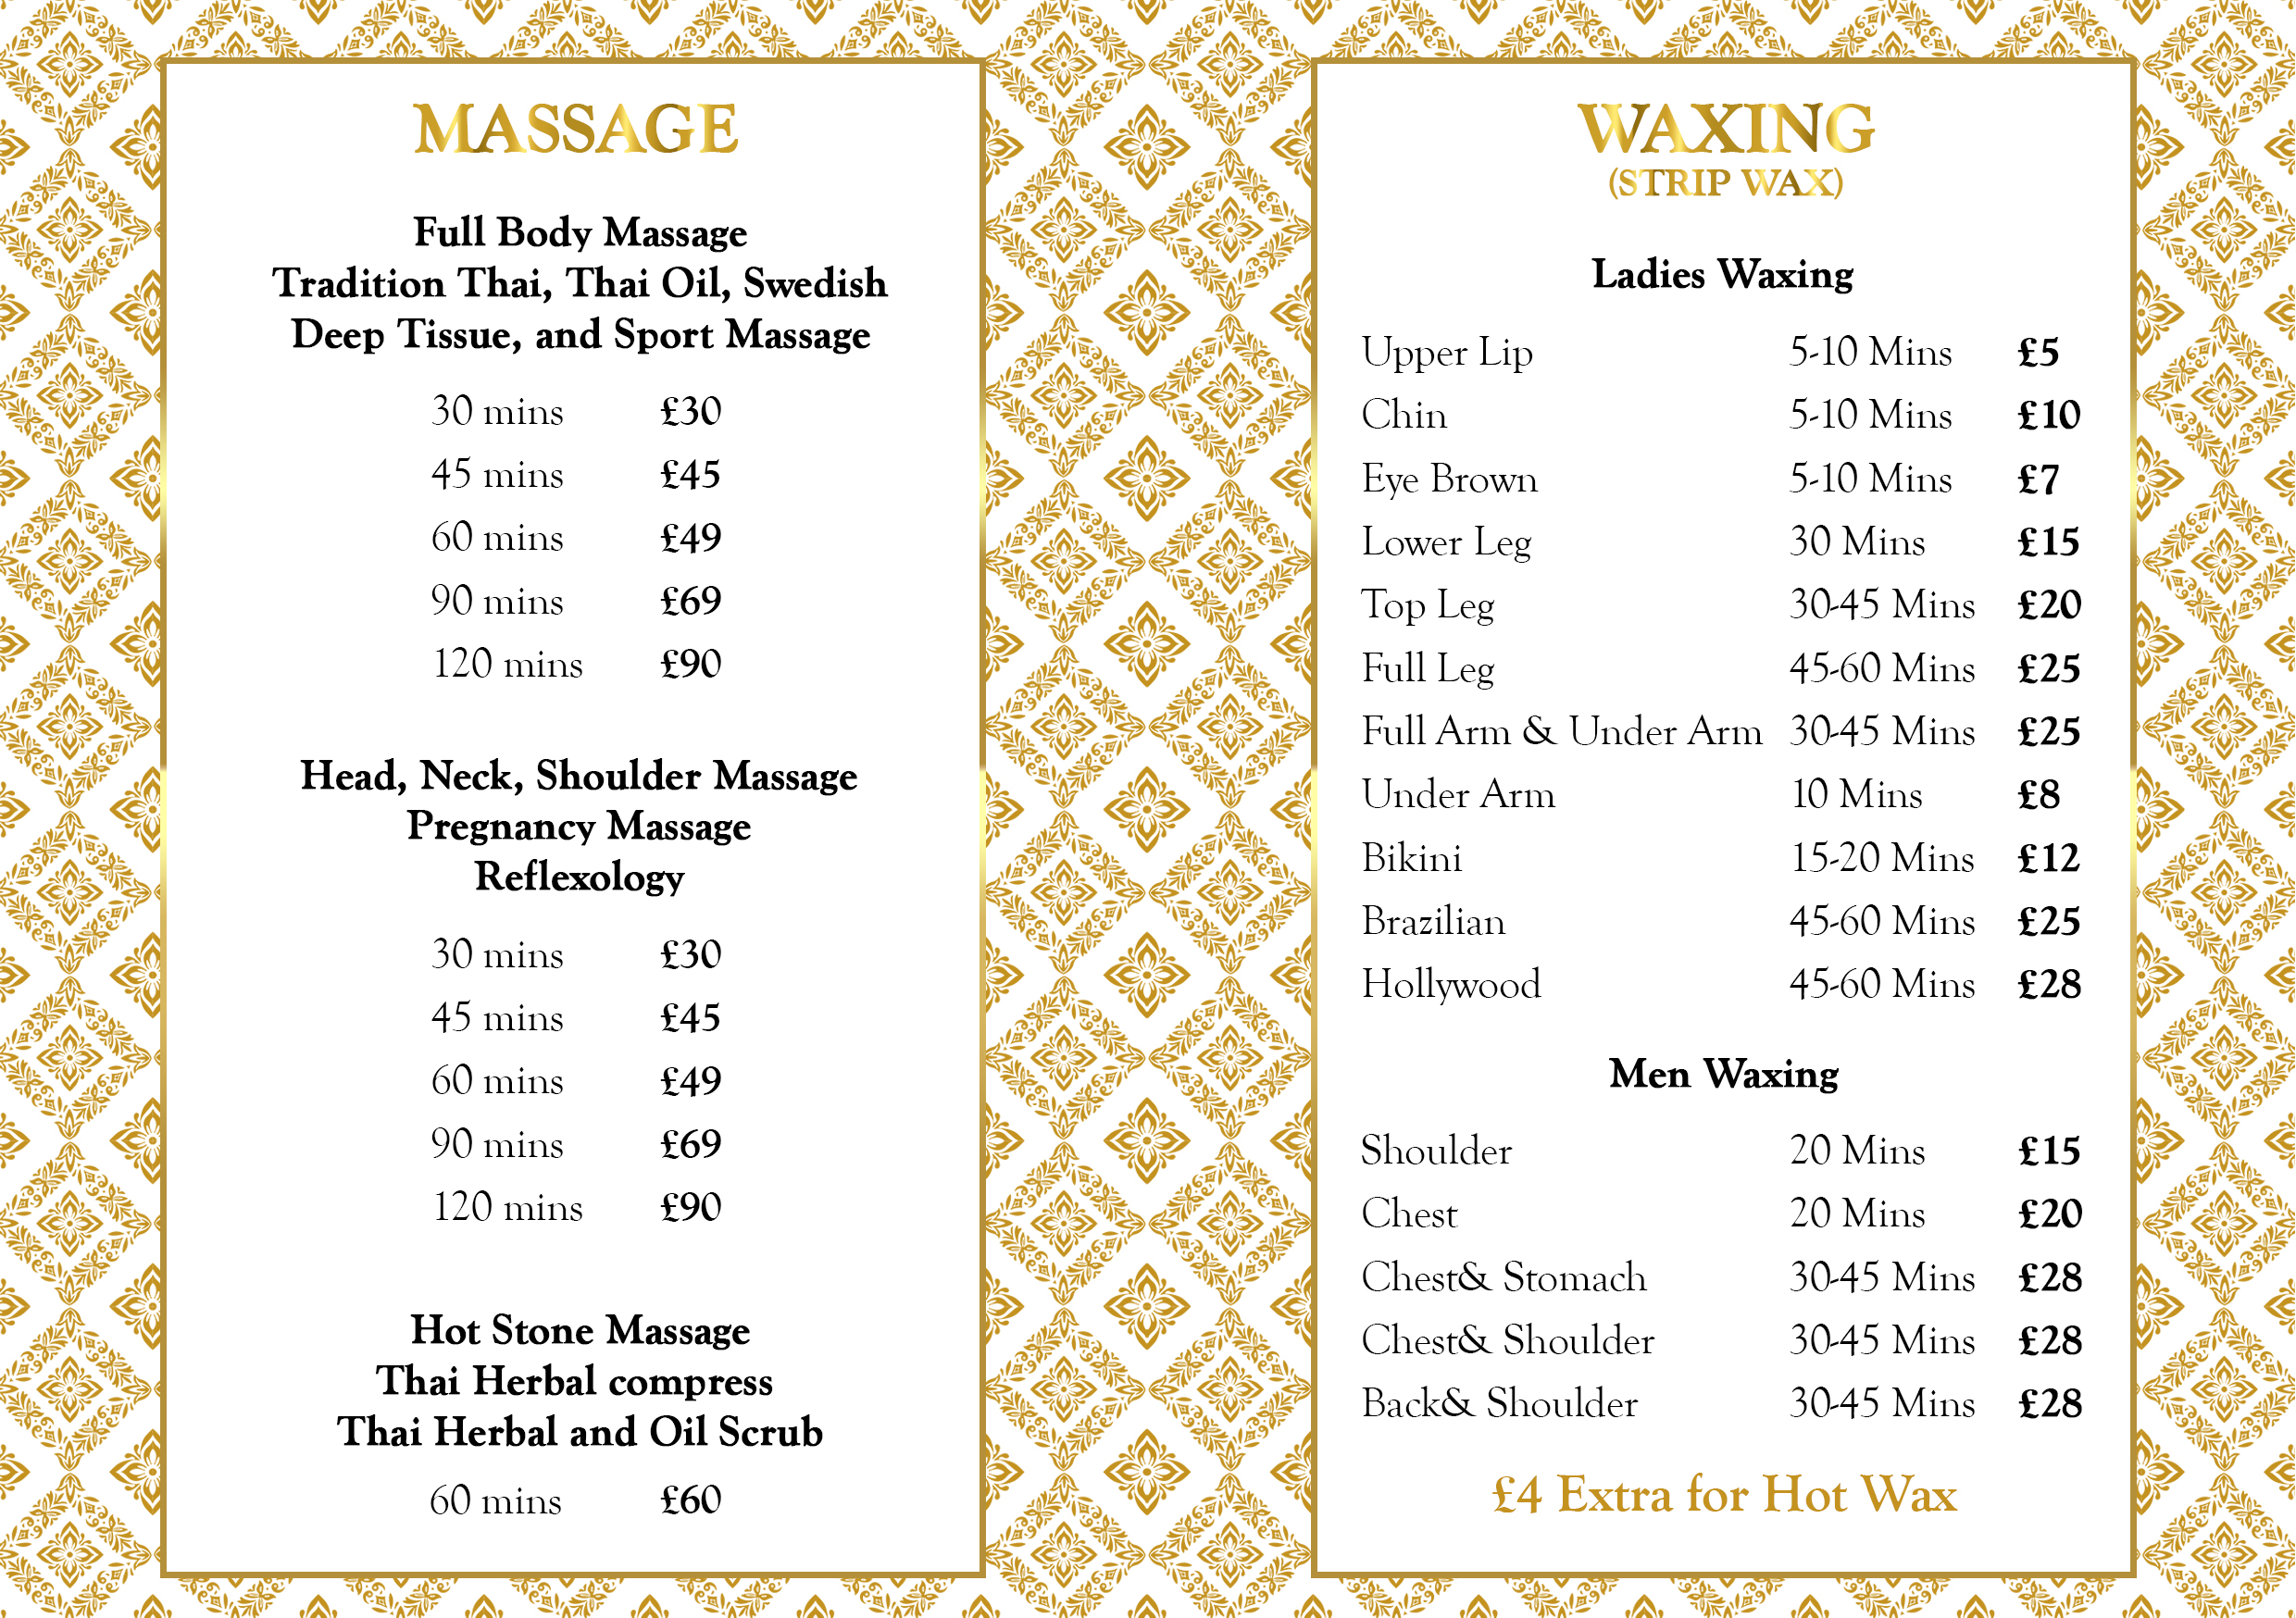 MASSAGE
Full Body Massage
Tradition Thai, Thai Oil, Swedish
Deep Tissue, and Sport Massage
30 mins £30
45 mins £45
60 mins £49
90 mins £69
120 mins £90
Head, Neck, Shoulder Massage
Pregnancy Massage
Reflexology
30 mins £30
45 mins £45
60 mins £49
90 mins £69
120 mins £90
Hot Stone Massage
Thai Herbal compress
Thai Herbal and Oil Scrub
60 mins £60
WAXING
(STRIP WAX)
Ladies Waxing
Upper Lip 5-10 Mins £5
Chin 5-10 Mins £10
Eye Brown 5-10 Mins £7
Lower Leg 30 Mins £15
Top Leg 30-45 Mins £20
Full Leg 45-60 Mins £25
Full Arm & Under Arm 30-45 Mins £25
Under Arm 10 Mins £8
Bikini 15-20 Mins £12
Brazilian 45-60 Mins £25
Hollywood 45-60 Mins £28
Men Waxing
Shoulder 20 Mins £15
Chest 20 Mins £20
Chest& Stomach 30-45 Mins £28
Chest& Shoulder 30-45 Mins £28
Back& Shoulder 30-45 Mins £28
£4 Extra for Hot Wax